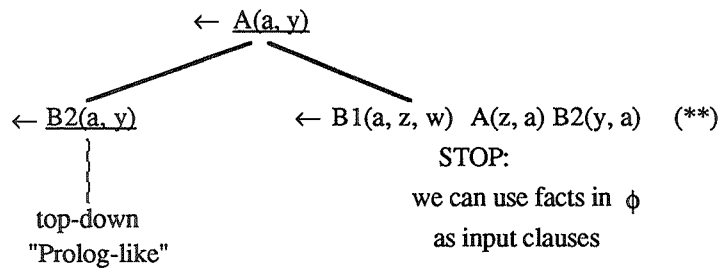 ← A(a, y)
← B2(a, y)
← B1(a, z, w) A(z, a) B2(y, a) (**)
STOP:
we can use facts in ϕ
as input clauses
top-down
"Prolog-like"